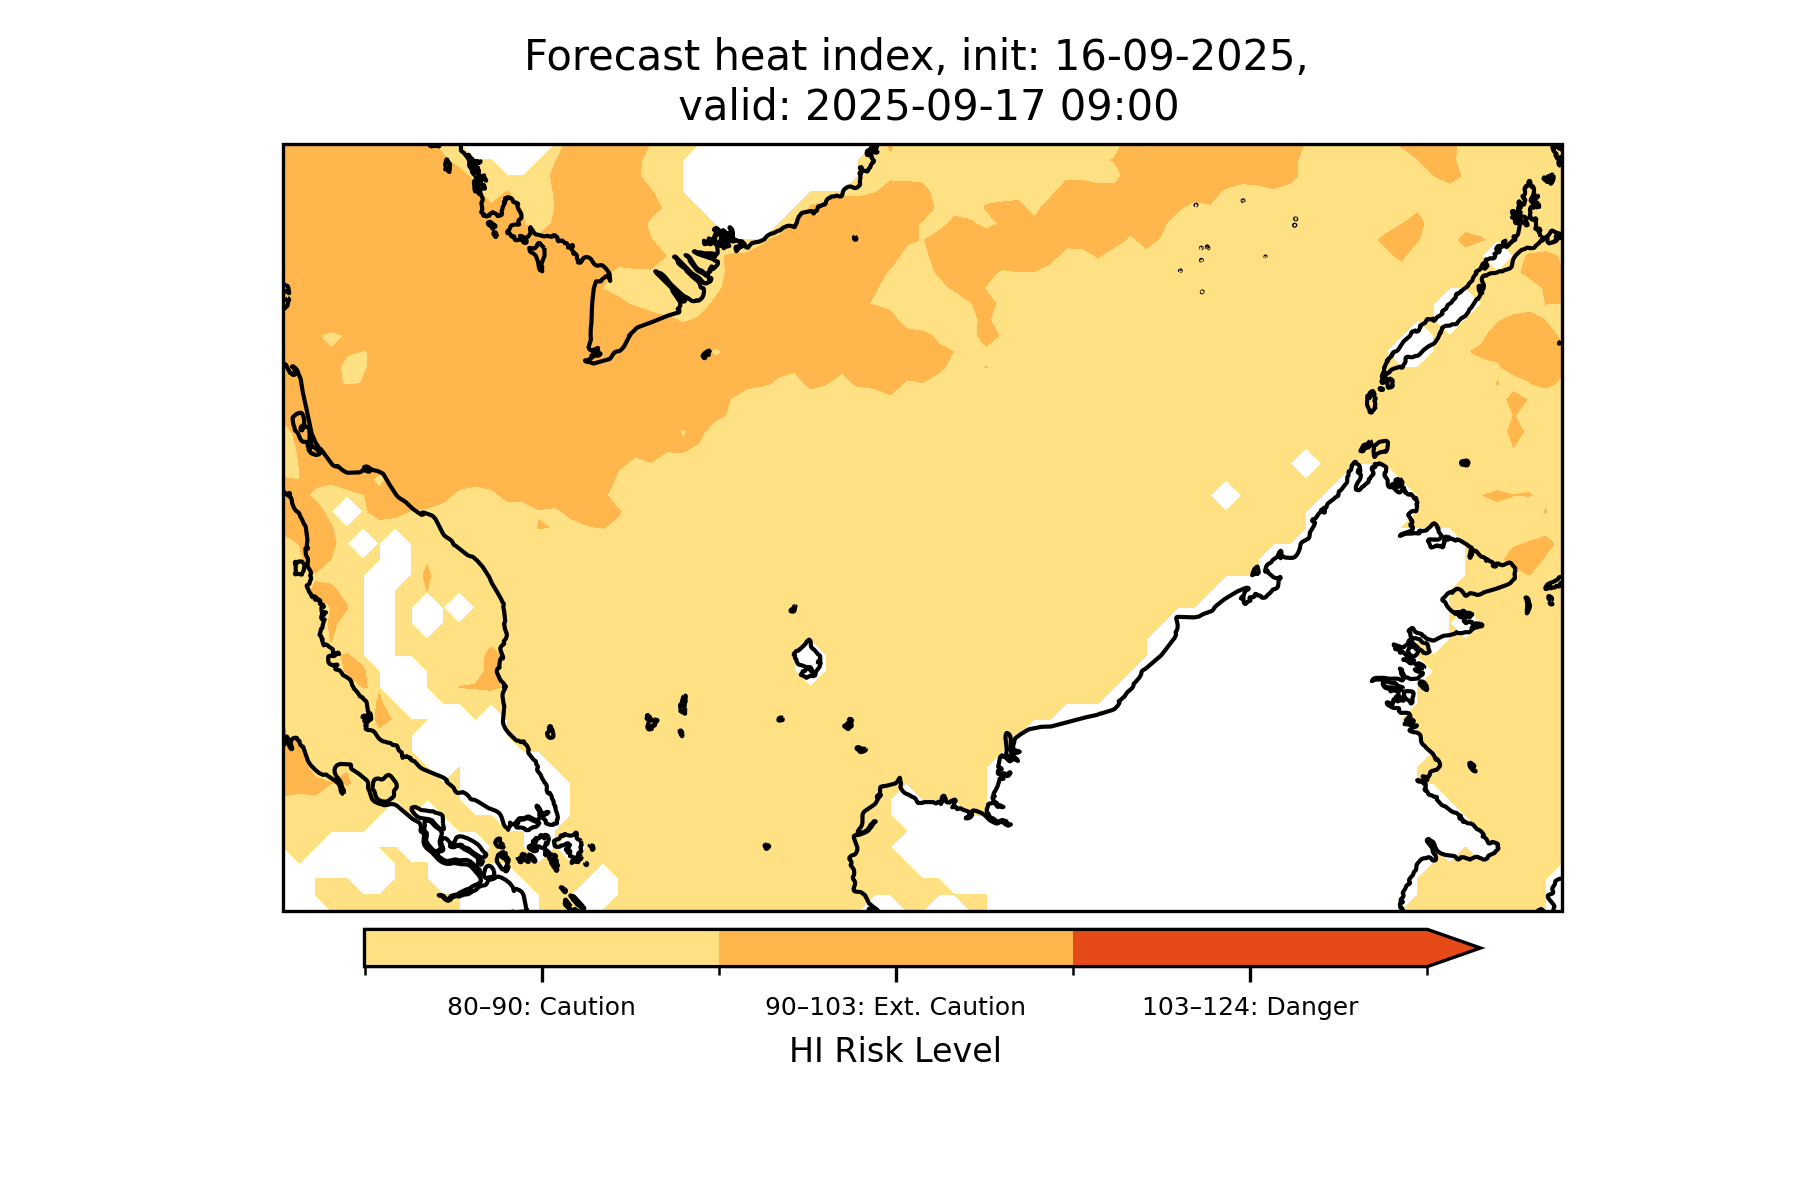 Forecast heat index, init: 16-09-2025,
valid: 2025-09-17 09:00
80–90: Caution
90–103: Ext. Caution
103–124: Danger
HI Risk Level